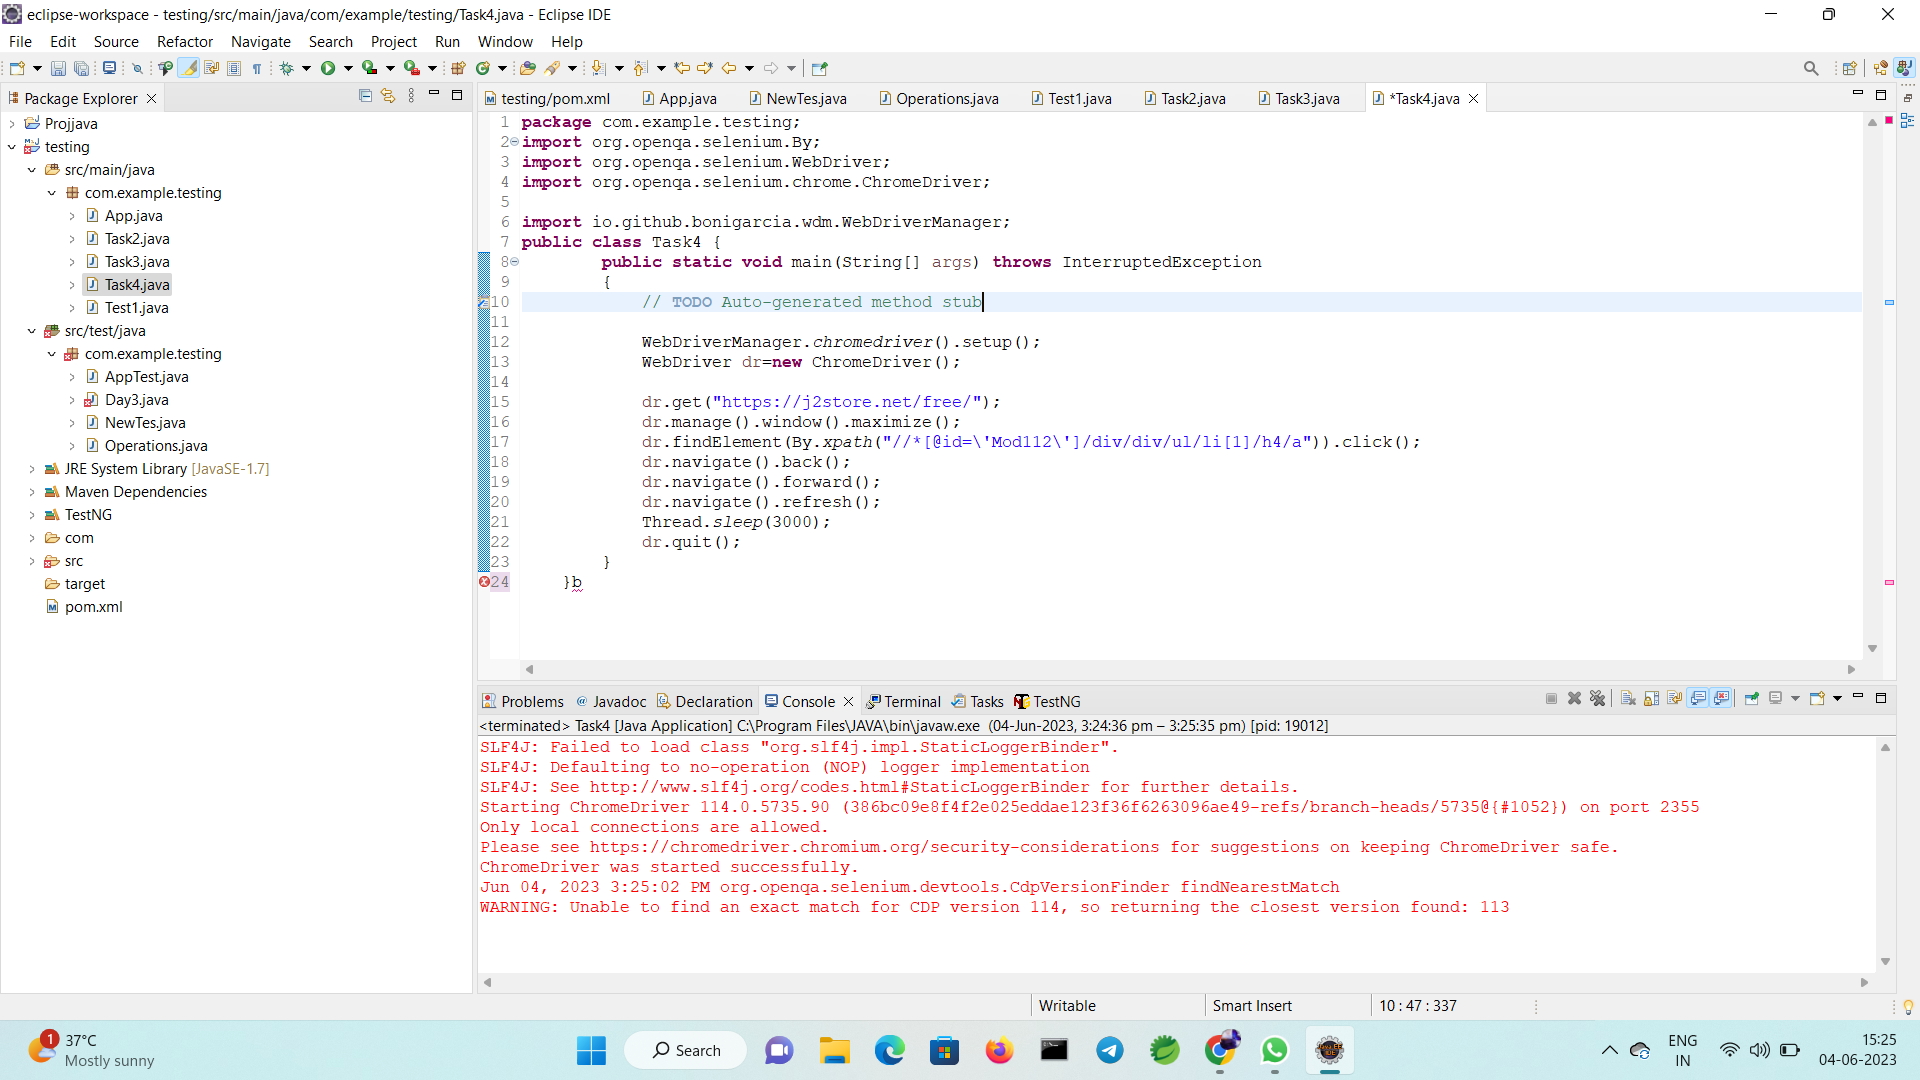 eclipse-workspace - testing/src/main/java/com/example/testing/Task4.java - Eclipse IDE
File Edit Source Refactor Navigate Search Project Run Window Help
Package Explorer
Projjava
testing
src/main/java
com.example.testing
App.java
Task2.java
Task3.java
Task4.java
Test1.java
src/test/java
com.example.testing
AppTest.java
Day3.java
NewTes.java
Operations.java
JRE System Library [JavaSE-1.7]
Maven Dependencies
TestNG
com
src
target
pom.xml
testing/pom.xml App.java NewTes.java Operations.java Test1.java Task2.java Task3.java *Task4.java
1 package com.example.testing;
2 import org.openqa.selenium.By;
3 import org.openqa.selenium.WebDriver;
4 import org.openqa.selenium.chrome.ChromeDriver;
5
6 import io.github.bonigarcia.wdm.WebDriverManager;
7 public class Task4 {
8 public static void main(String[] args) throws InterruptedException
9 {
10 // TODO Auto-generated method stub
11
12 WebDriverManager.chromedriver().setup();
13 WebDriver dr=new ChromeDriver();
14
15 dr.get("https://j2store.net/free/");
16 dr.manage().window().maximize();
17 dr.findElement(By.xpath("//*[@id=\'Mod112\']/div/div/ul/li[1]/h4/a")).click();
18 dr.navigate().back();
19 dr.navigate().forward();
20 dr.navigate().refresh();
21 Thread.sleep(3000);
22 dr.quit();
23 }
24 }b
Problems Javadoc Declaration Console Terminal Tasks TestNG
<terminated> Task4 [Java Application] C:\Program Files\JAVA\bin\javaw.exe (04-Jun-2023, 3:24:36 pm – 3:25:35 pm) [pid: 19012]
SLF4J: Failed to load class "org.slf4j.impl.StaticLoggerBinder".
SLF4J: Defaulting to no-operation (NOP) logger implementation
SLF4J: See http://www.slf4j.org/codes.html#StaticLoggerBinder for further details.
Starting ChromeDriver 114.0.5735.90 (386bc09e8f4f2e025eddae123f36f6263096ae49-refs/branch-heads/5735@{#1052}) on port 2355
Only local connections are allowed.
Please see https://chromedriver.chromium.org/security-considerations for suggestions on keeping ChromeDriver safe.
ChromeDriver was started successfully.
Jun 04, 2023 3:25:02 PM org.openqa.selenium.devtools.CdpVersionFinder findNearestMatch
WARNING: Unable to find an exact match for CDP version 114, so returning the closest version found: 113
Writable Smart Insert 10 : 47 : 337
1
37°C
Mostly sunny
Search
ENG
IN
15:25
04-06-2023